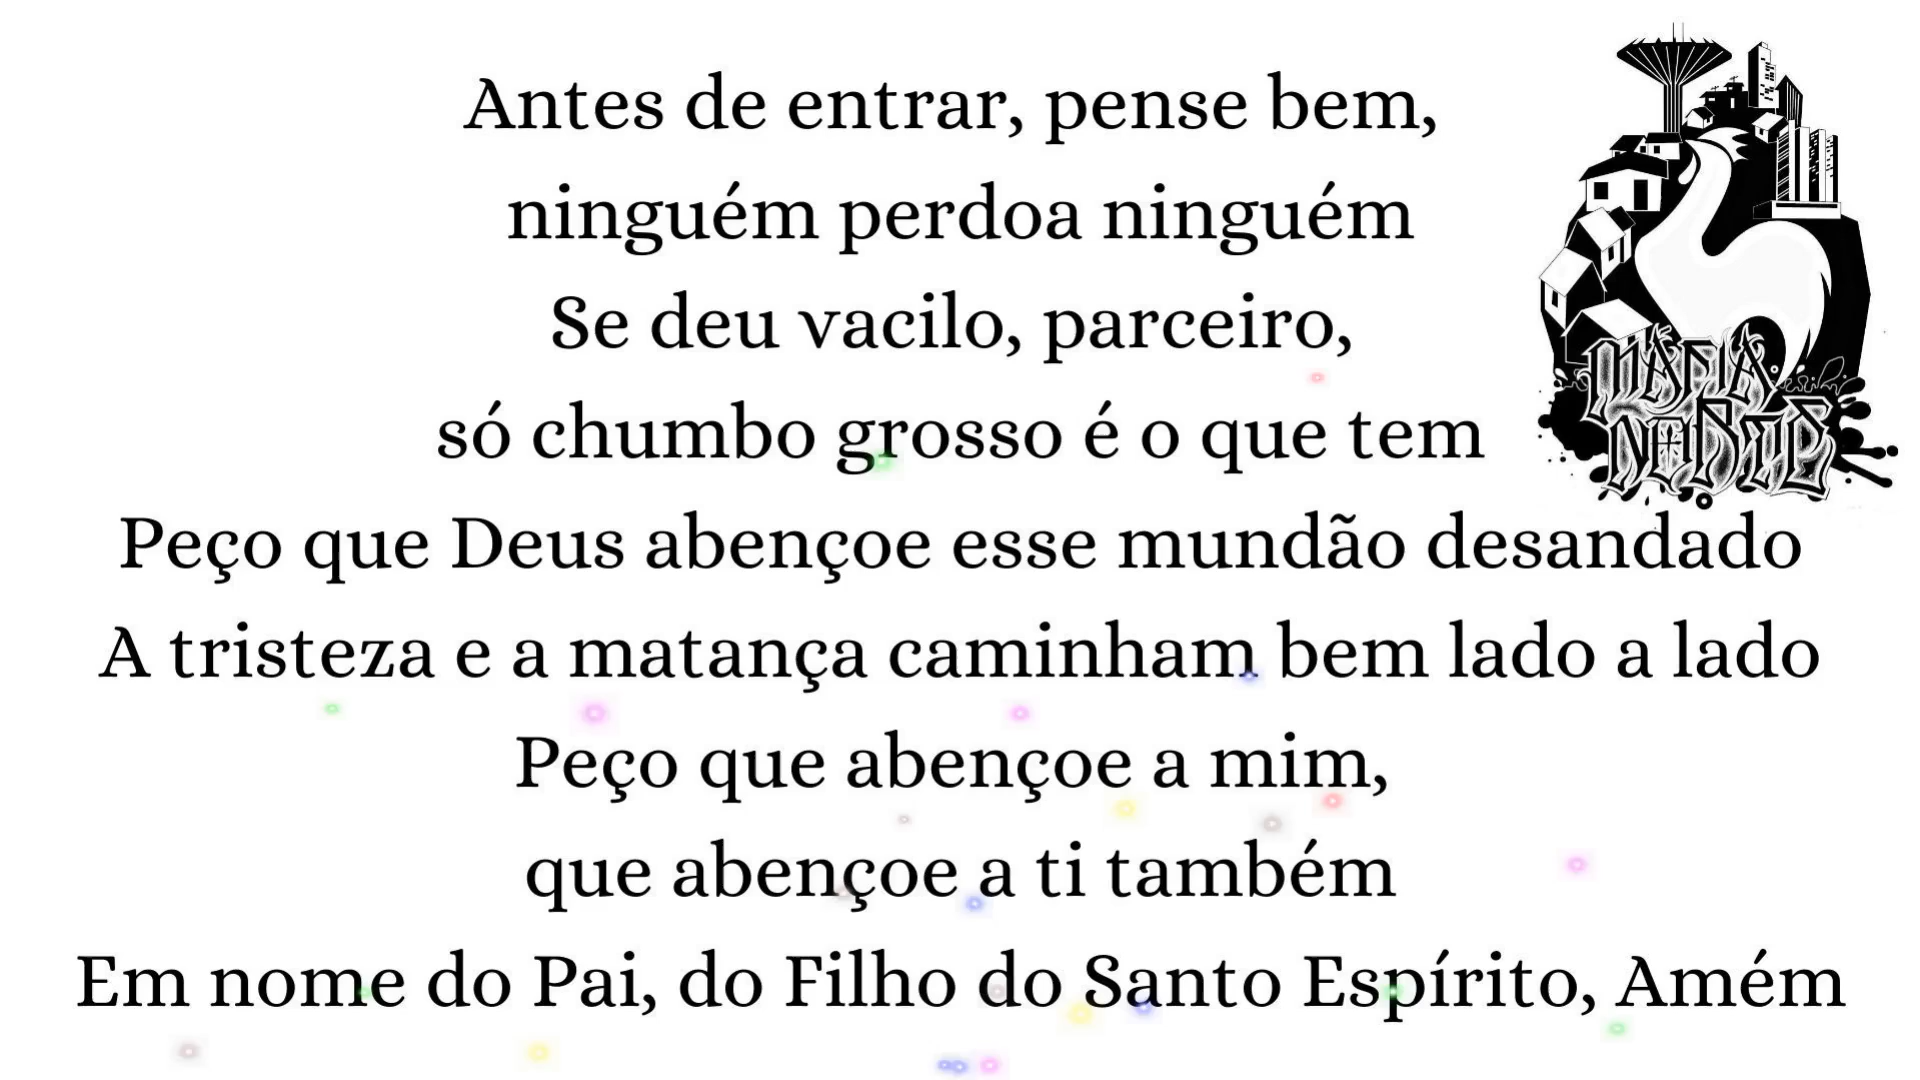 Antes de entrar, pense bem,
ninguém perdoa ninguém
Se deu vacilo, parceiro,
só chumbo grosso é o que tem
Peço que Deus abençoe esse mundão desandado
A tristeza e a matança caminham bem lado a lado
Peço que abençoe a mim,
que abençoe a ti também
Em nome do Pai, do Filho do Santo Espírito, Amém
MAFIA
NORTE